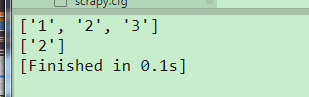 scrapy.cfg
['1', '2', '3']
['2']
[Finished in 0.1s]